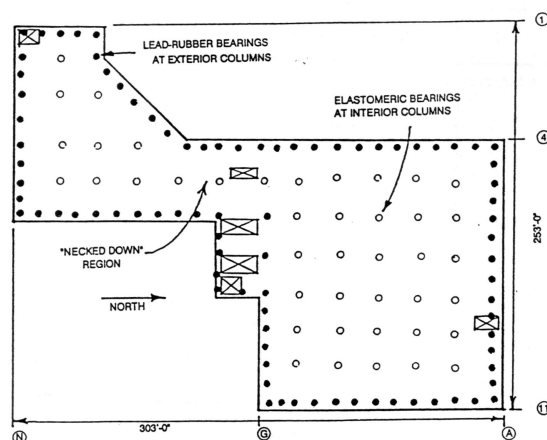 1
LEAD-RUBBER BEARINGS
AT EXTERIOR COLUMNS
ELASTOMERIC BEARINGS
AT INTERIOR COLUMNS
4
253'-0"
"NECKED DOWN"
REGION
NORTH
303'-0"
11
N
G
A